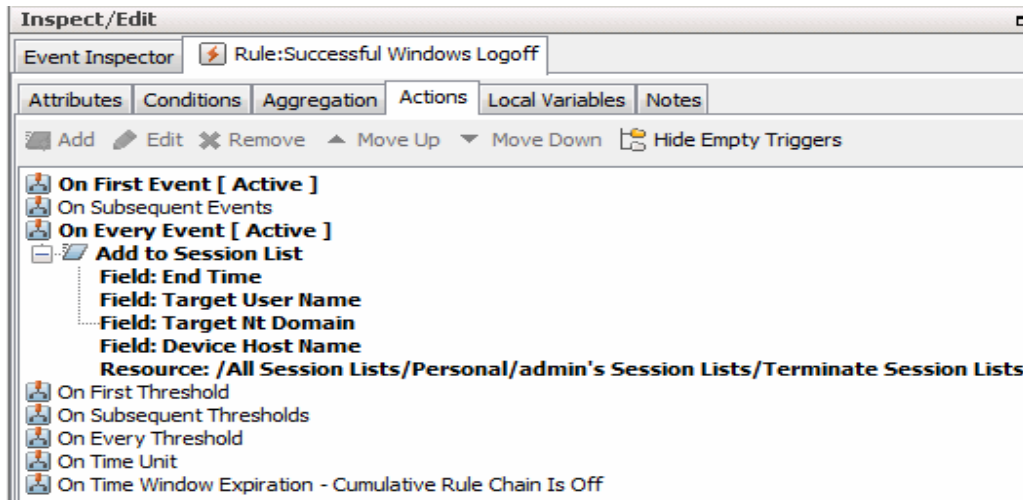 Inspect/Edit
Event Inspector Rule:Successful Windows Logoff
Attributes Conditions Aggregation Actions Local Variables Notes
Add Edit Remove Move Up Move Down Hide Empty Triggers
On First Event [ Active ]
On Subsequent Events
On Every Event [ Active ]
Add to Session List
Field: End Time
Field: Target User Name
Field: Target Nt Domain
Field: Device Host Name
Resource: /All Session Lists/Personal/admin's Session Lists/Terminate Session Lists
On First Threshold
On Subsequent Thresholds
On Every Threshold
On Time Unit
On Time Window Expiration - Cumulative Rule Chain Is Off